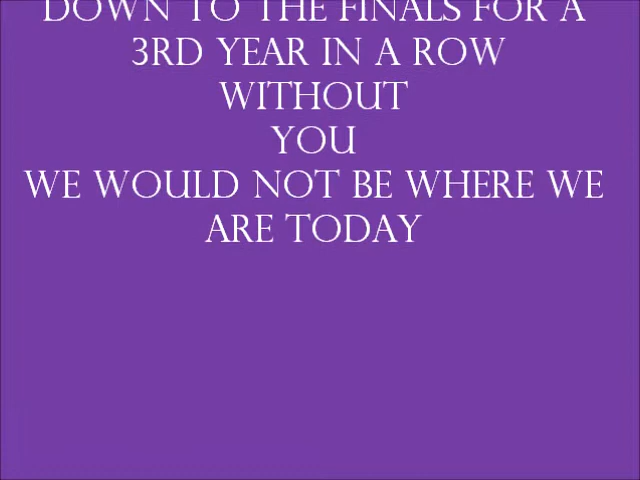 DOWN TO THE FINALS FOR A
3RD YEAR IN A ROW
WITHOUT
YOU
WE WOULD NOT BE WHERE WE
ARE TODAY